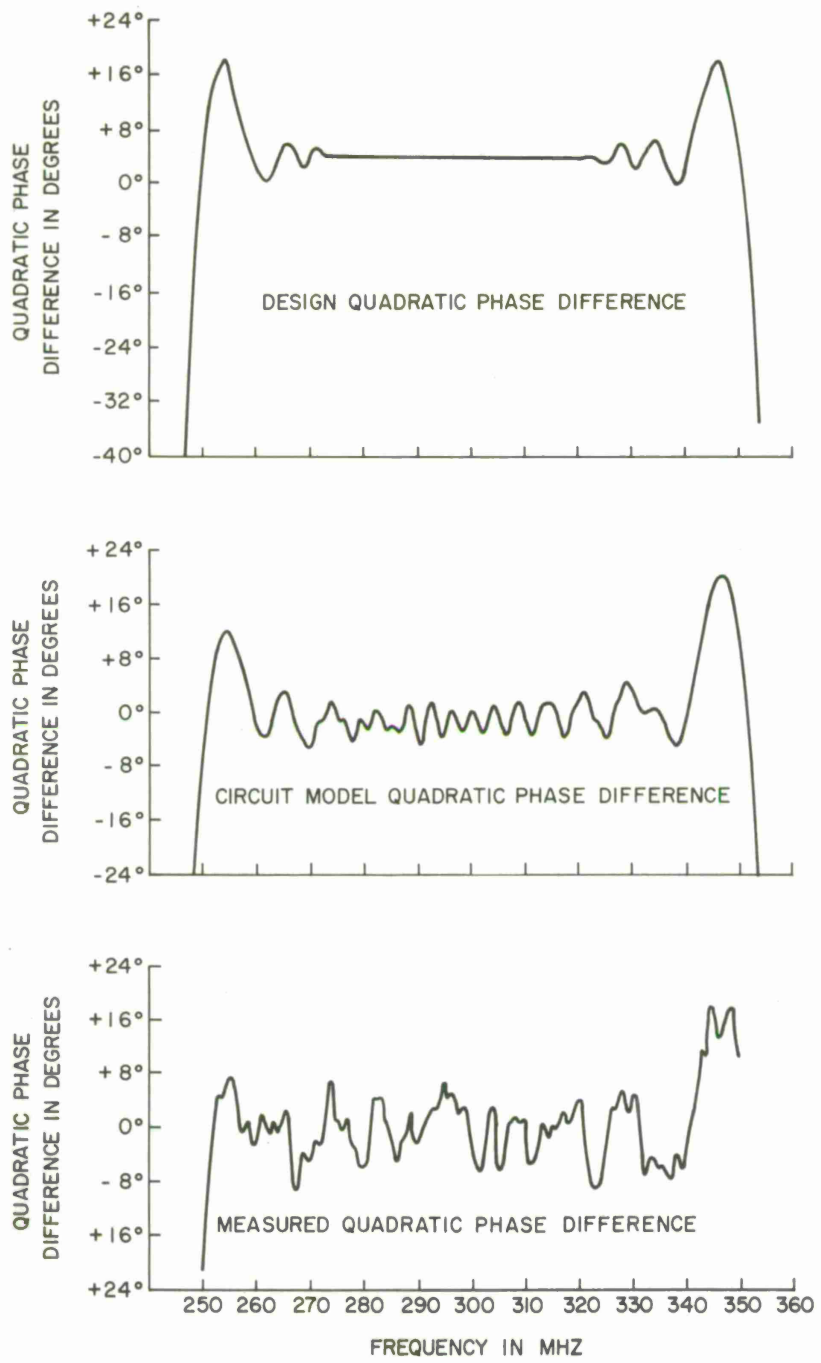 QUADRATIC PHASE
DIFFERENCE IN DEGREES
+24°
+16°
+8°
0°
-8°
-16°
-24°
-32°
-40°
DESIGN QUADRATIC PHASE DIFFERENCE
QUADRATIC PHASE
DIFFERENCE IN DEGREES
+24°
+16°
+8°
0°
-8°
-16°
-24°
CIRCUIT MODEL QUADRATIC PHASE DIFFERENCE
QUADRATIC PHASE
DIFFERENCE IN DEGREES
+24°
+16°
+8°
0°
-8°
+16°
+24°
MEASURED QUADRATIC PHASE DIFFERENCE
250 260 270 280 290 300 310 320 330 340 350 360
FREQUENCY IN MHZ